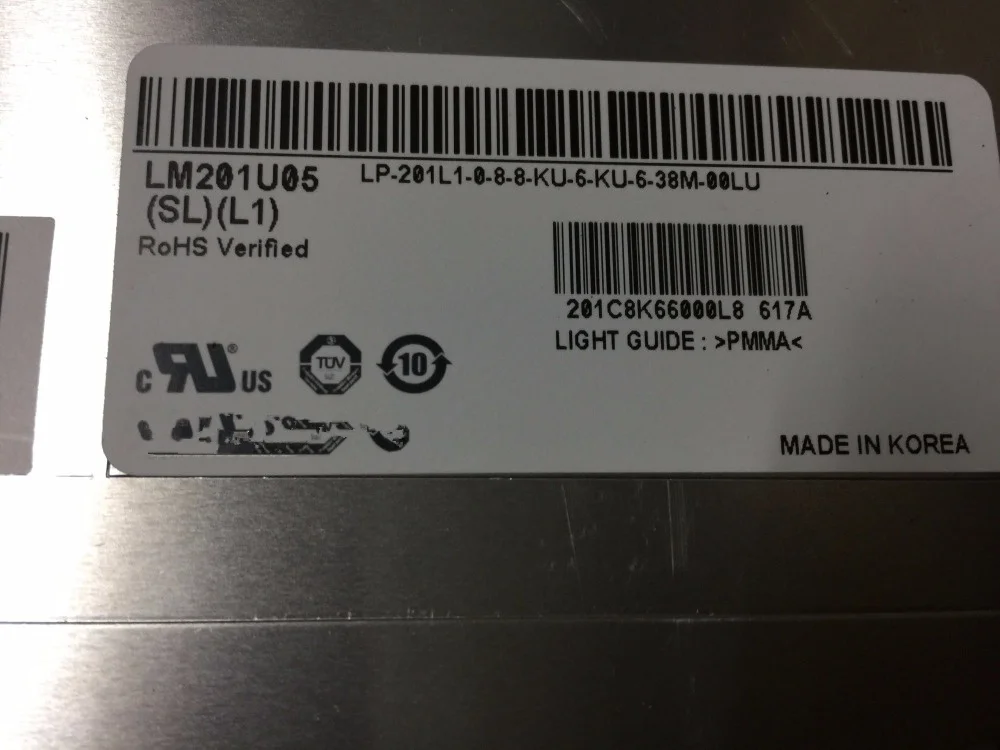 LM201U05 LP-201L1-0-8-8-KU-6-KU-6-38M-00LU
(SL)(L1)
RoHS Verified
201C8K66000L8 617A
LIGHT GUIDE : >PMMA<
C RU ® US
TÜV
10
MADE IN KOREA